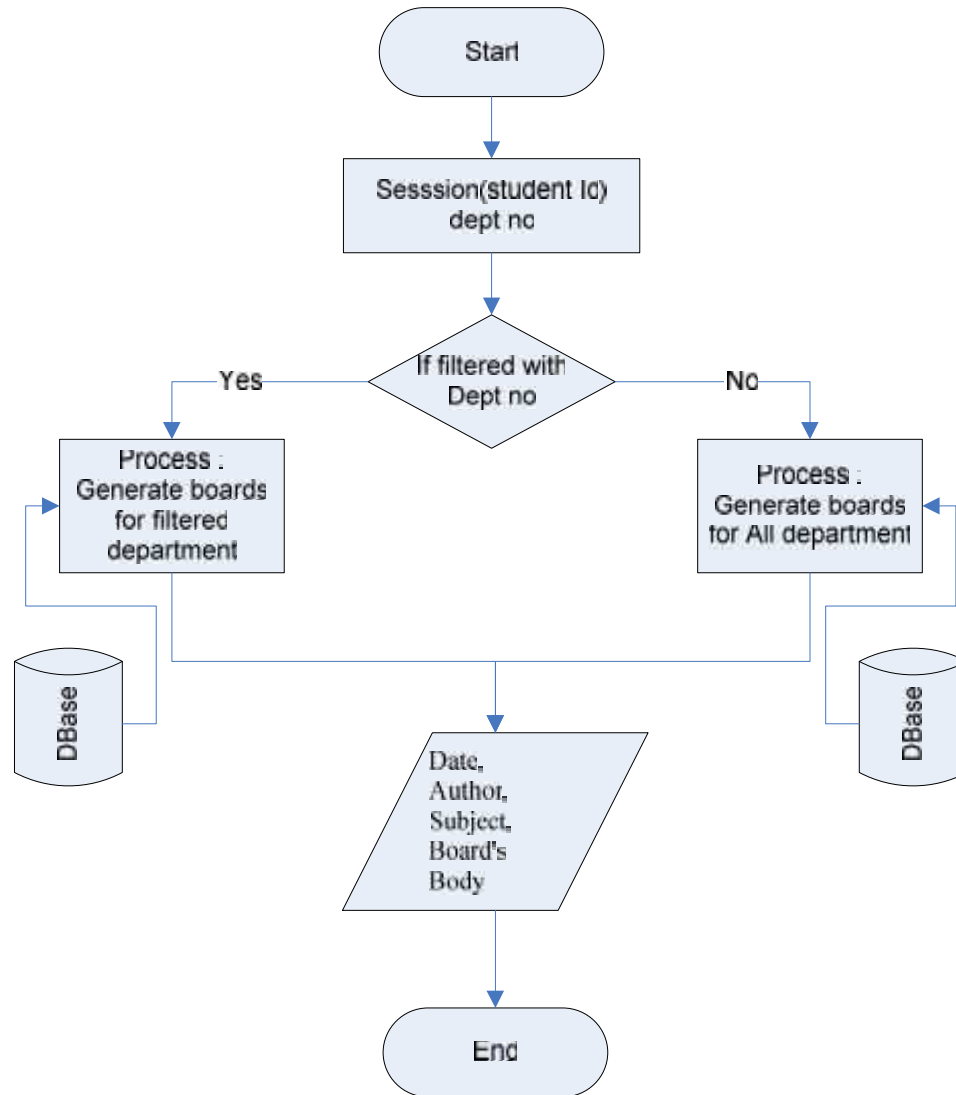 Start
Sesssion(student Id)
dept no
If filtered with
Dept no
Yes
No
Process :
Generate boards
for filtered
department
Process :
Generate boards
for All department
DBase
DBase
Date,
Author,
Subject,
Board's
Body
End